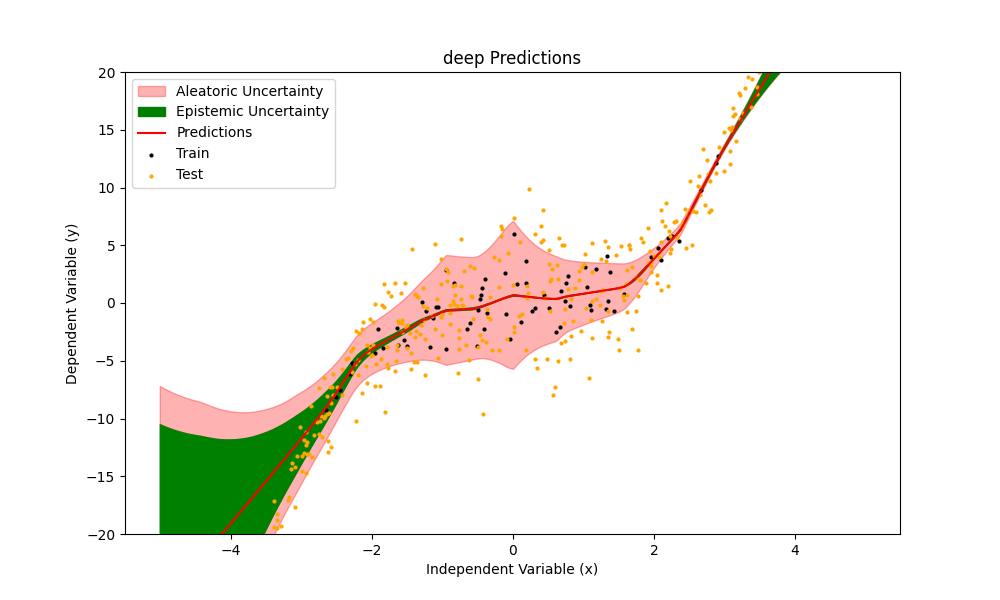 deep Predictions
Aleatoric Uncertainty
Epistemic Uncertainty
Predictions
Train
Test
20
15
10
5
0
−5
−10
−15
−20
Dependent Variable (y)
−4
−2
0
2
4
Independent Variable (x)